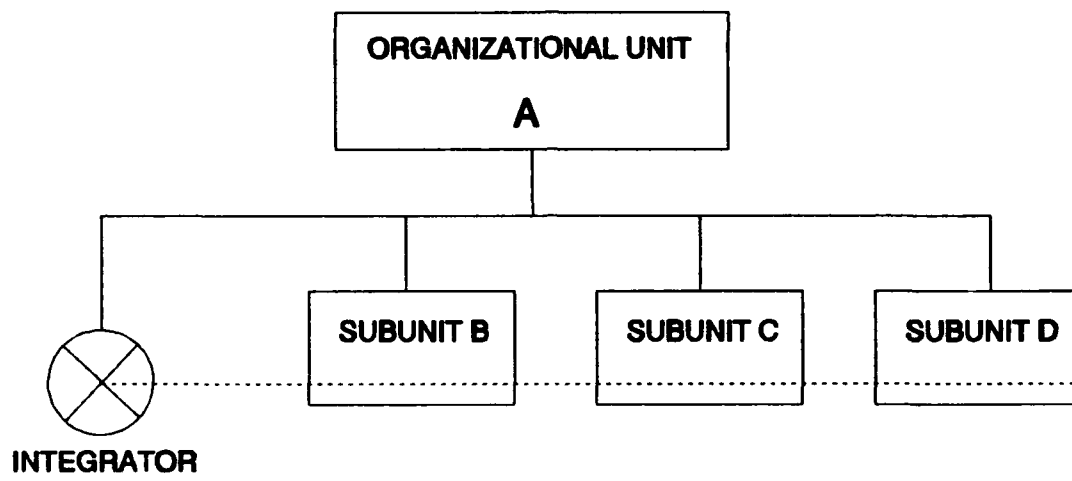 ORGANIZATIONAL UNIT
A
SUBUNIT B
SUBUNIT C
SUBUNIT D
INTEGRATOR